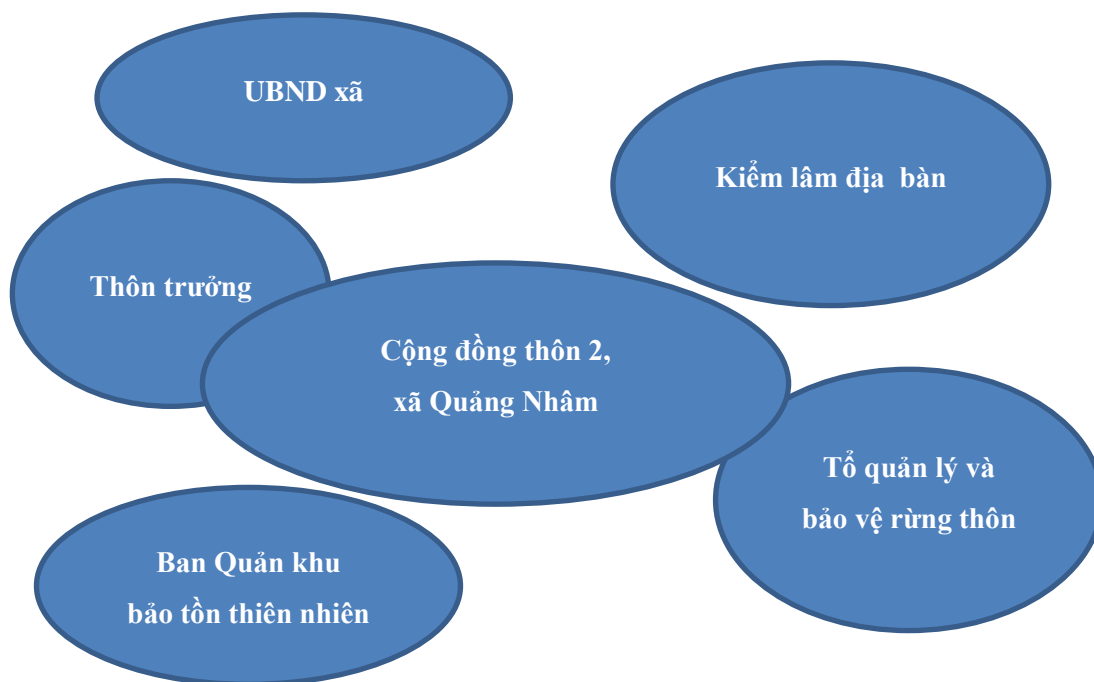 UBND xã
Kiểm lâm địa bàn
Thôn trưởng
Cộng đồng thôn 2,
xã Quảng Nhâm
Tổ quản lý và
bảo vệ rừng thôn
Ban Quản khu
bảo tồn thiên nhiên